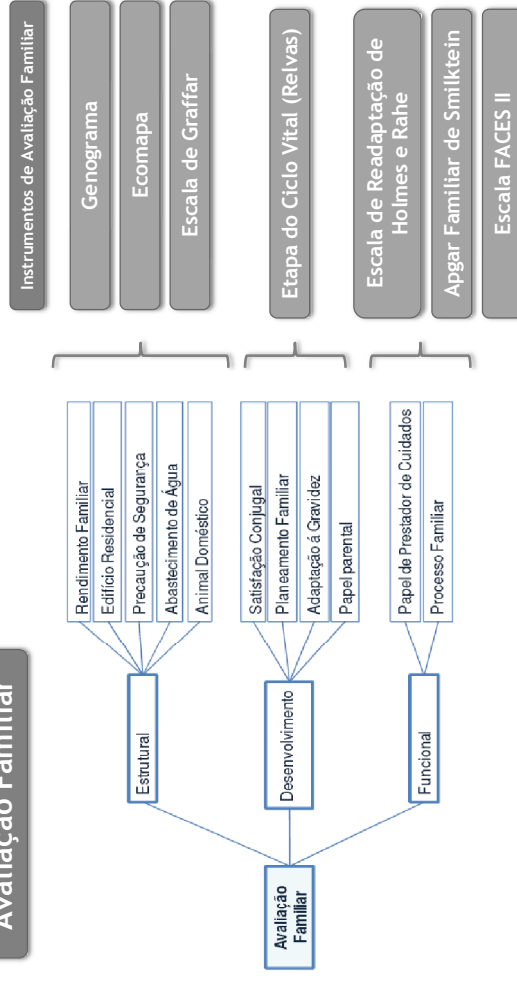 Avaliação Familiar
Instrumentos de Avaliação Familiar
Avaliação
Familiar
Estrutural
Rendimento Familiar
Edifício Residencial
Precaução de Segurança
Abastecimento de Água
Animal Doméstico
Genograma
Ecomapa
Escala de Graffar
Desenvolvimento
Satisfação Conjugal
Planeamento Familiar
Adaptação á Gravidez
Papel parental
Etapa do Ciclo Vital (Relvas)
Funcional
Papel de Prestador de Cuidados
Processo Familiar
Escala de Readaptação de
Holmes e Rahe
Apgar Familiar de Smilktein
Escala FACES II